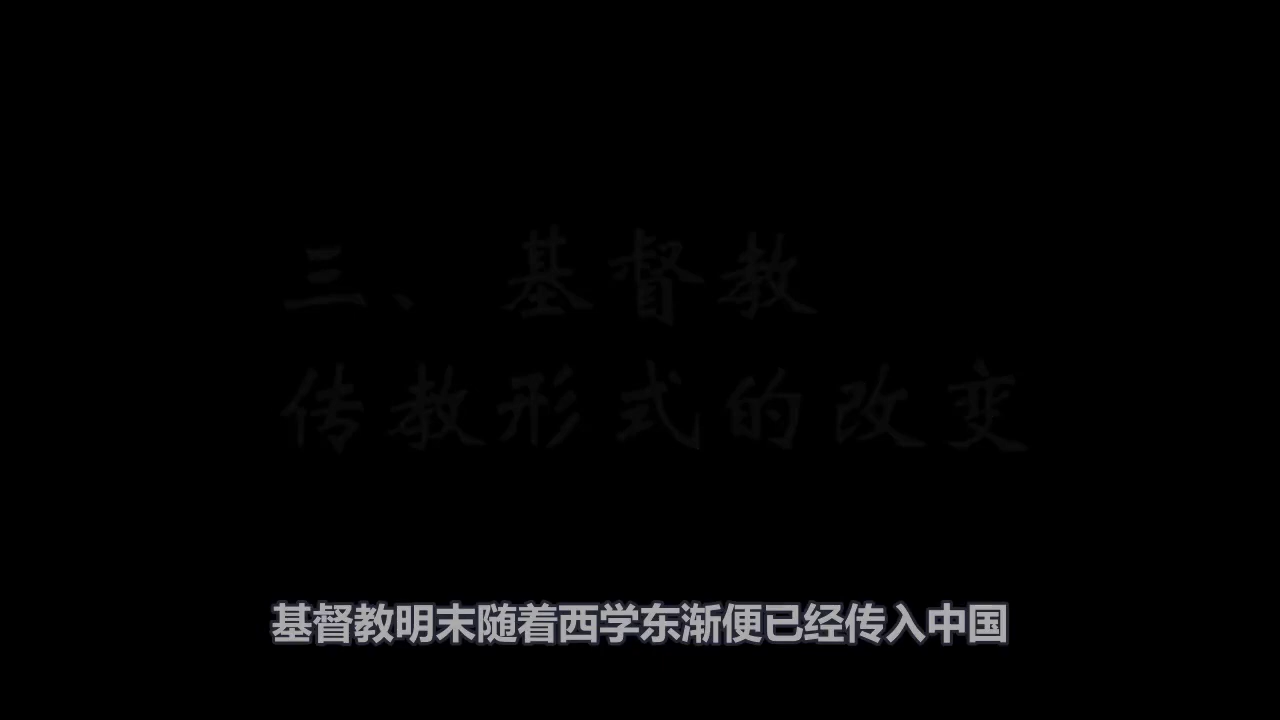 三、基督教
传教形式的改变
基督教明末随着西学东渐便已经传入中国